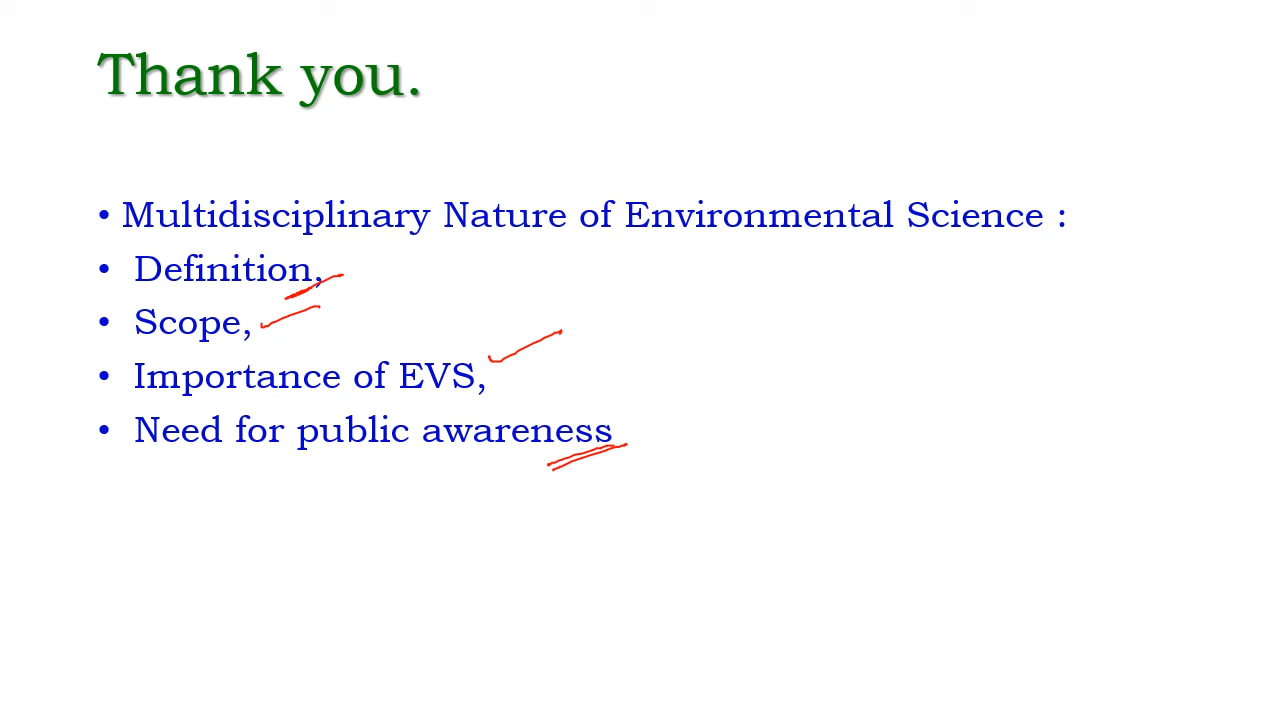 Thank you.
• Multidisciplinary Nature of Environmental Science :
• Definition,
• Scope,
• Importance of EVS,
• Need for public awareness